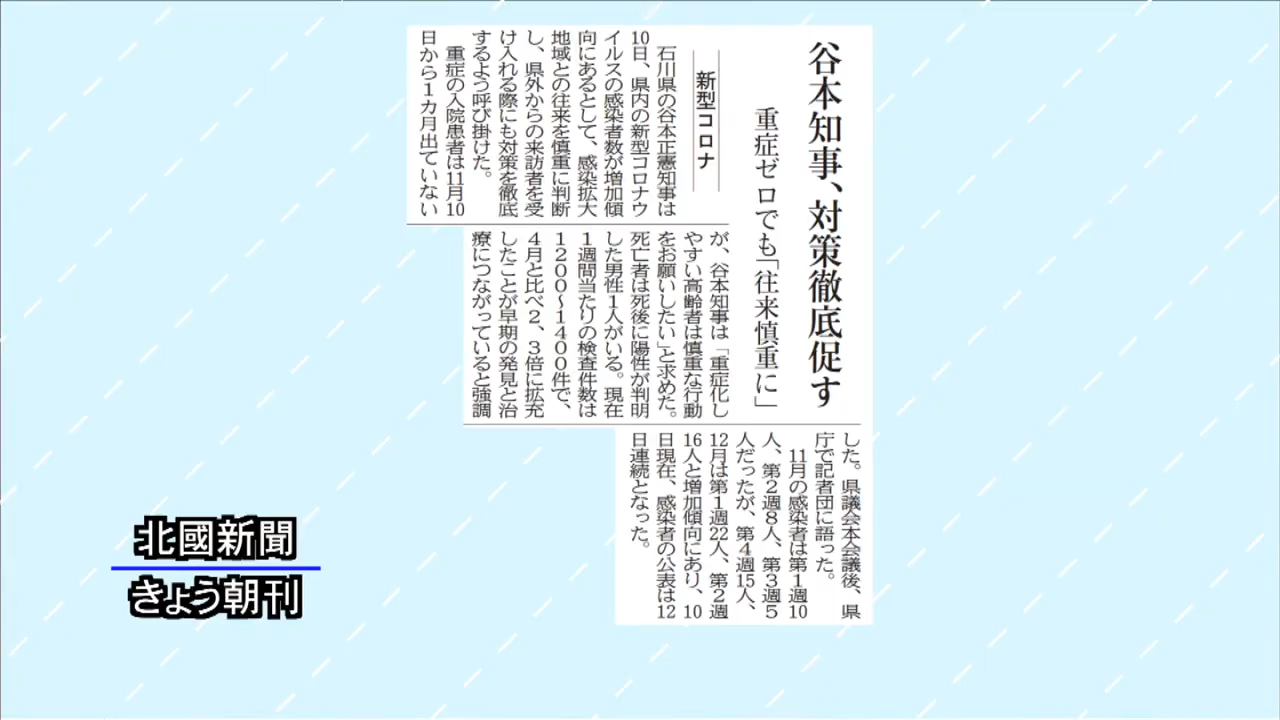 谷本知事、対策徹底促す
重症ゼロでも「往来慎重に」
新型コロナ
石川県の谷本正憲知事は
10日、県内の新型コロナウ
イルスの感染者数が増加傾
向にあるとして、感染拡大
地域との往来を慎重に判断
し、県外からの来訪者を受
け入れる際にも対策を徹底
するよう呼び掛けた。
重症の入院患者は11月10
日から1カ月出ていない
が、谷本知事は「重症化し
やすい高齢者は慎重な行動
をお願いしたい」と求めた。
死亡者は死後に陽性が判明
した男性1人がいる。現在
1週間当たりの検査件数は
1200〜1400件で、
4月と比べ2、3倍に拡充
したことが早期の発見と治
療につながっていると強調
した。県議会本会議後、県
庁で記者団に語った。
11月の感染者は第1週10
人、第2週8人、第3週5
人だったが、第4週15人、
12月は第1週22人、第2週
16人と増加傾向にあり、10
日現在、感染者の公表は12
日連続となった。
北國新聞
きょう朝刊